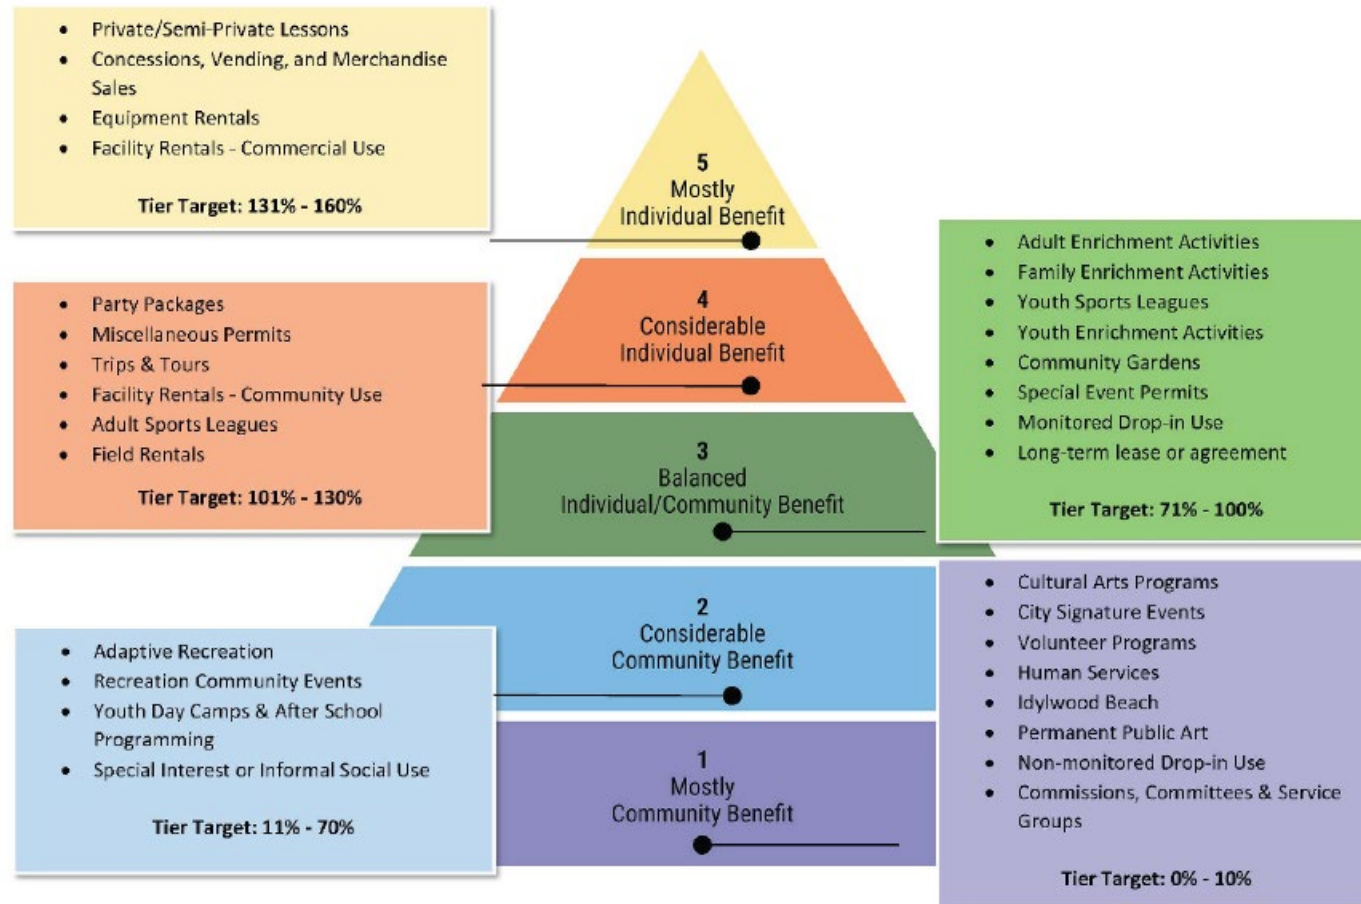 • Private/Semi-Private Lessons
• Concessions, Vending, and Merchandise
Sales
• Equipment Rentals
• Facility Rentals - Commercial Use
Tier Target: 131% - 160%
5
Mostly
Individual Benefit
• Party Packages
• Miscellaneous Permits
• Trips & Tours
• Facility Rentals - Community Use
• Adult Sports Leagues
• Field Rentals
Tier Target: 101% - 130%
4
Considerable
Individual Benefit
• Adult Enrichment Activities
• Family Enrichment Activities
• Youth Sports Leagues
• Youth Enrichment Activities
• Community Gardens
• Special Event Permits
• Monitored Drop-in Use
• Long-term lease or agreement
Tier Target: 71% - 100%
3
Balanced
Individual/Community Benefit
• Adaptive Recreation
• Recreation Community Events
• Youth Day Camps & After School
Programming
• Special Interest or Informal Social Use
Tier Target: 11% - 70%
2
Considerable
Community Benefit
• Cultural Arts Programs
• City Signature Events
• Volunteer Programs
• Human Services
• Idylwood Beach
• Permanent Public Art
• Non-monitored Drop-in Use
• Commissions, Committees & Service
Groups
Tier Target: 0% - 10%
1
Mostly
Community Benefit